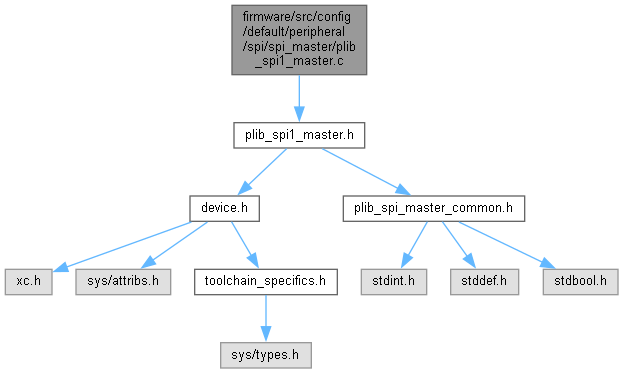 firmware/src/config
/default/peripheral
/spi/spi_master/plib
_spi1_master.c
plib_spi1_master.h
device.h
plib_spi_master_common.h
xc.h
sys/attribs.h
toolchain_specifics.h
stdint.h
stddef.h
stdbool.h
sys/types.h